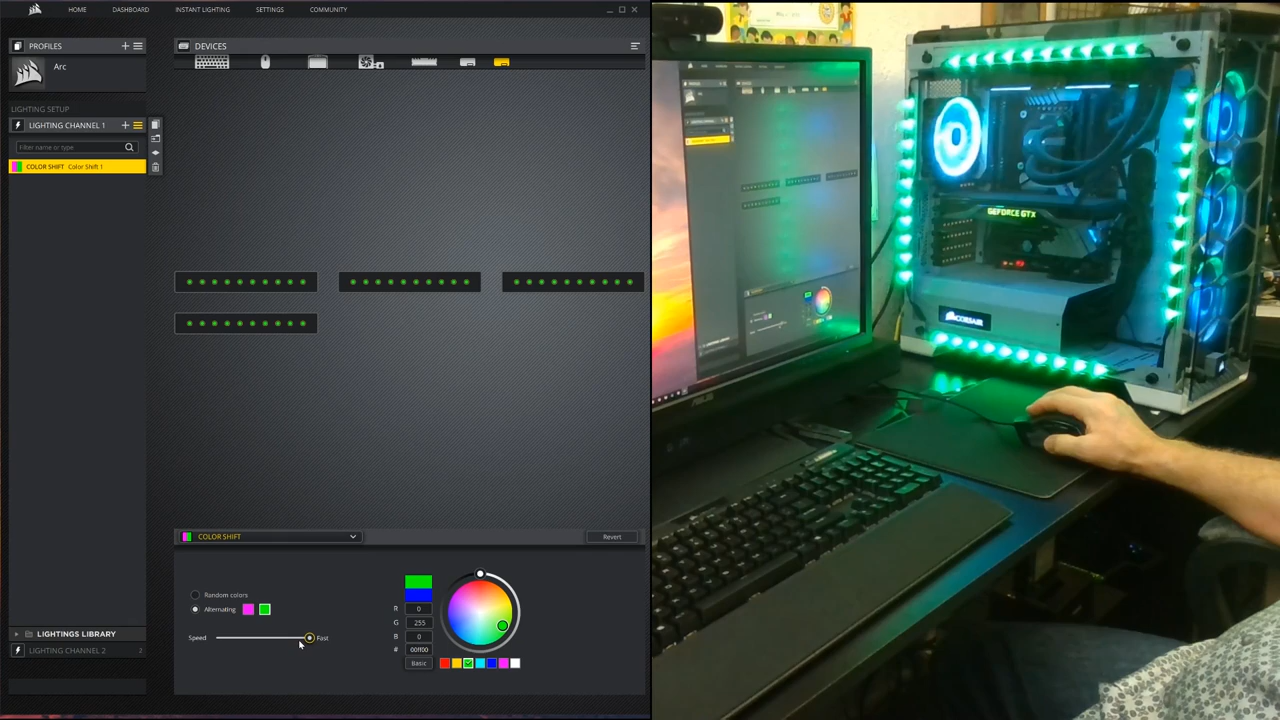 HOME DASHBOARD INSTANT LIGHTING SETTINGS COMMUNITY
PROFILES
DEVICES
Arc
LIGHTING SETUP
LIGHTING CHANNEL 1
Filter name or type
COLOR SHIFT Color Shift 1
GEFORCE GTX
CORSAIR
COLOR SHIFT
Revert
Random colors
Alternating
R 0
G 255
B 0
# 00ff00
Speed
Fast
Basic
LIGHTINGS LIBRARY
LIGHTING CHANNEL 2 2